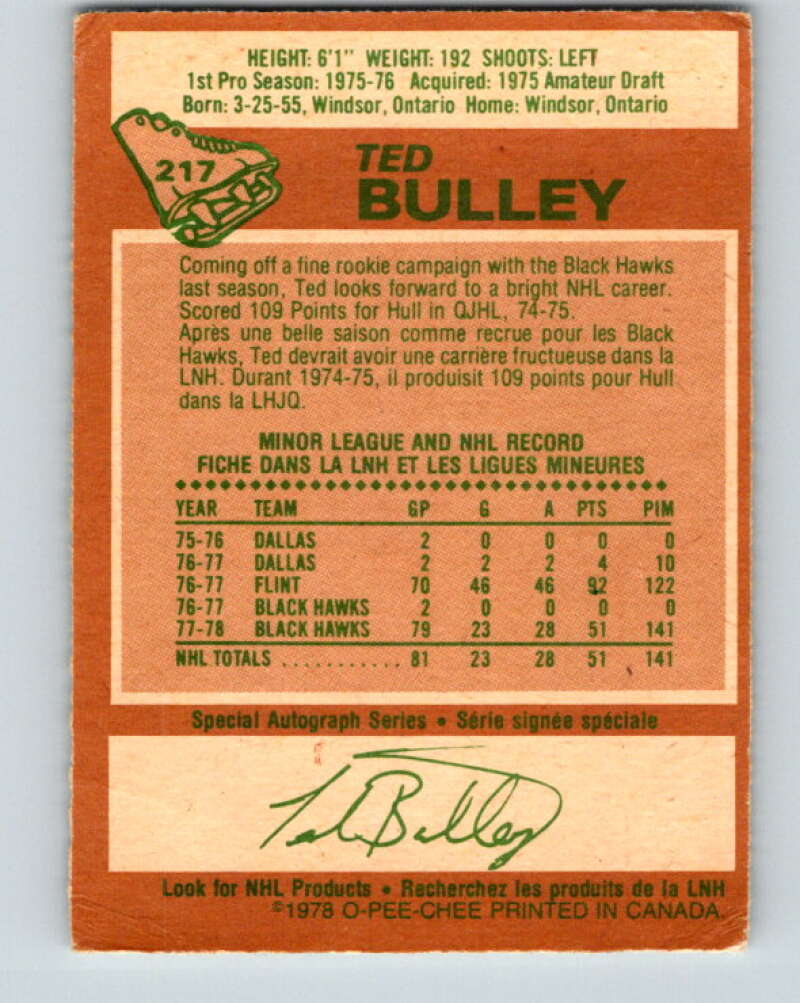 HEIGHT: 6'1" WEIGHT: 192 SHOOTS: LEFT
1st Pro Season: 1975-76 Acquired: 1975 Amateur Draft
Born: 3-25-55, Windsor, Ontario Home: Windsor, Ontario
217
TED
BULLEY
Coming off a fine rookie campaign with the Black Hawks
last season, Ted looks forward to a bright NHL career.
Scored 109 Points for Hull in QJHL, 74-75.
Après une belle saison comme recrue pour les Black
Hawks, Ted devrait avoir une carrière fructueuse dans la
LNH. Durant 1974-75, il produisit 109 points pour Hull
dans la LHJQ.
MINOR LEAGUE AND NHL RECORD
FICHE DANS LA LNH ET LES LIGUES MINEURES
YEAR TEAM GP G A PTS PIM
75-76 DALLAS 2 0 0 0 0
76-77 DALLAS 2 2 2 4 10
76-77 FLINT 70 46 46 92 122
76-77 BLACK HAWKS 2 0 0 0 0
77-78 BLACK HAWKS 79 23 28 51 141
NHL TOTALS ........... 81 23 28 51 141
Special Autograph Series • Série signée spéciale
Ted Bulley
Look for NHL Products • Recherchez les produits de la LNH
©1978 O-PEE-CHEE PRINTED IN CANADA.